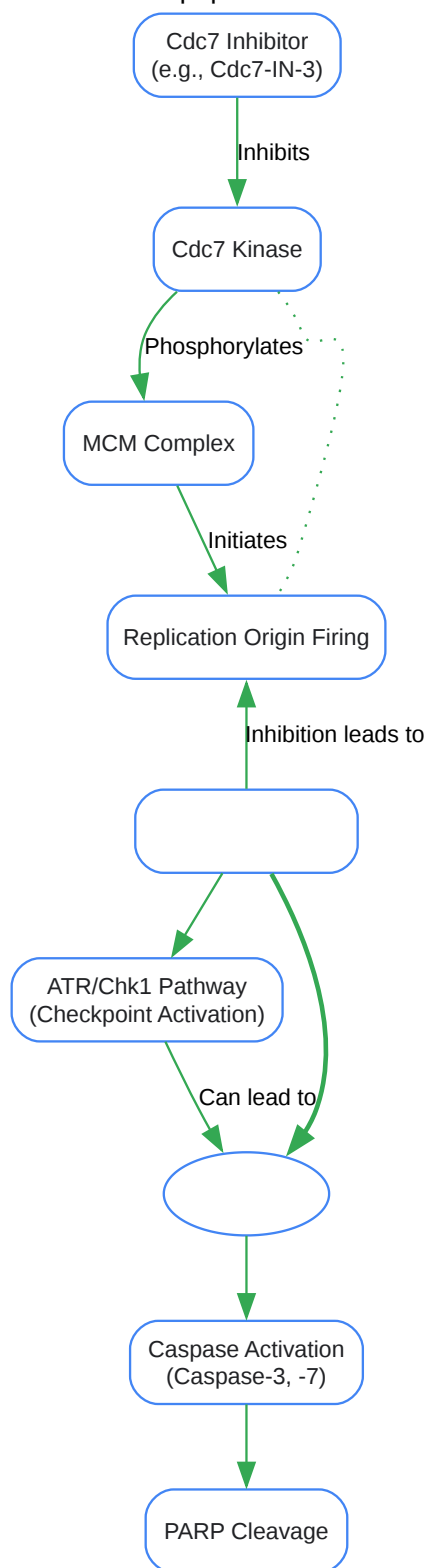 Cdc7 Inhibitor
(e.g., Cdc7-IN-3)
Inhibits
Cdc7 Kinase
Phosphorylates
MCM Complex
Initiates
Replication Origin Firing
Inhibition leads to
ATR/Chk1 Pathway
(Checkpoint Activation)
Can lead to
Caspase Activation
(Caspase-3, -7)
PARP Cleavage